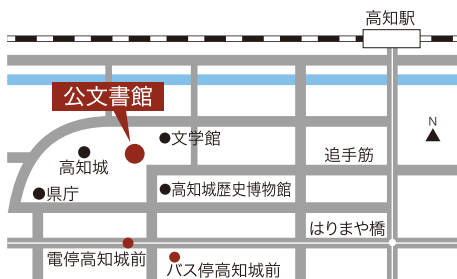 高知駅
公文書館
N
文学館
追手筋
高知城
県庁
高知城歴史博物館
はりまや橋
電停高知城前
バス停高知城前